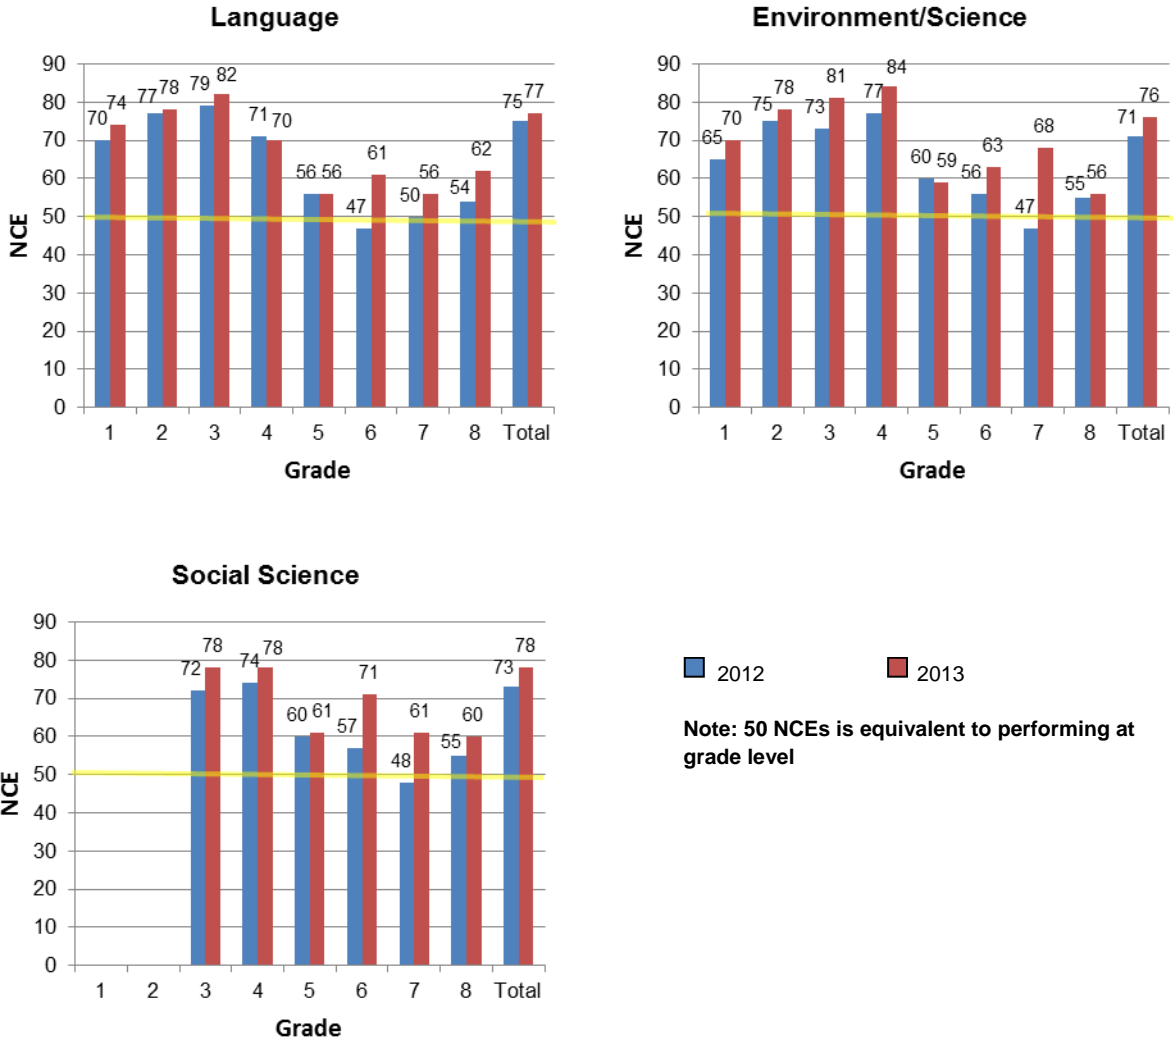 Language
90
80
70
60
50
40
30
20
10
0
NCE
70 74 77 78 79 82 71 70 56 56 47 61 50 56 54 62 75 77
1 2 3 4 5 6 7 8 Total
Grade
Environment/Science
90
80
70
60
50
40
30
20
10
0
NCE
65 70 75 78 73 81 77 84 60 59 56 63 47 68 55 56 71 76
1 2 3 4 5 6 7 8 Total
Grade
Social Science
90
80
70
60
50
40
30
20
10
0
NCE
72 78 74 78 60 61 57 71 48 61 55 60 73 78
1 2 3 4 5 6 7 8 Total
Grade
2012 2013
Note: 50 NCEs is equivalent to performing at
grade level